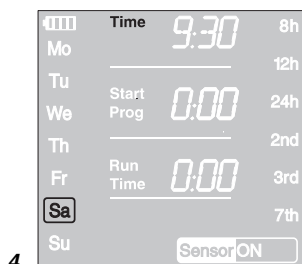 Time 9:30 8h
Mo
12h
Tu
Start Prog 0:00 24h
We
2nd
Th
Run Time 0:00 3rd
Fr
Sa
7th
Su
Sensor ON
4